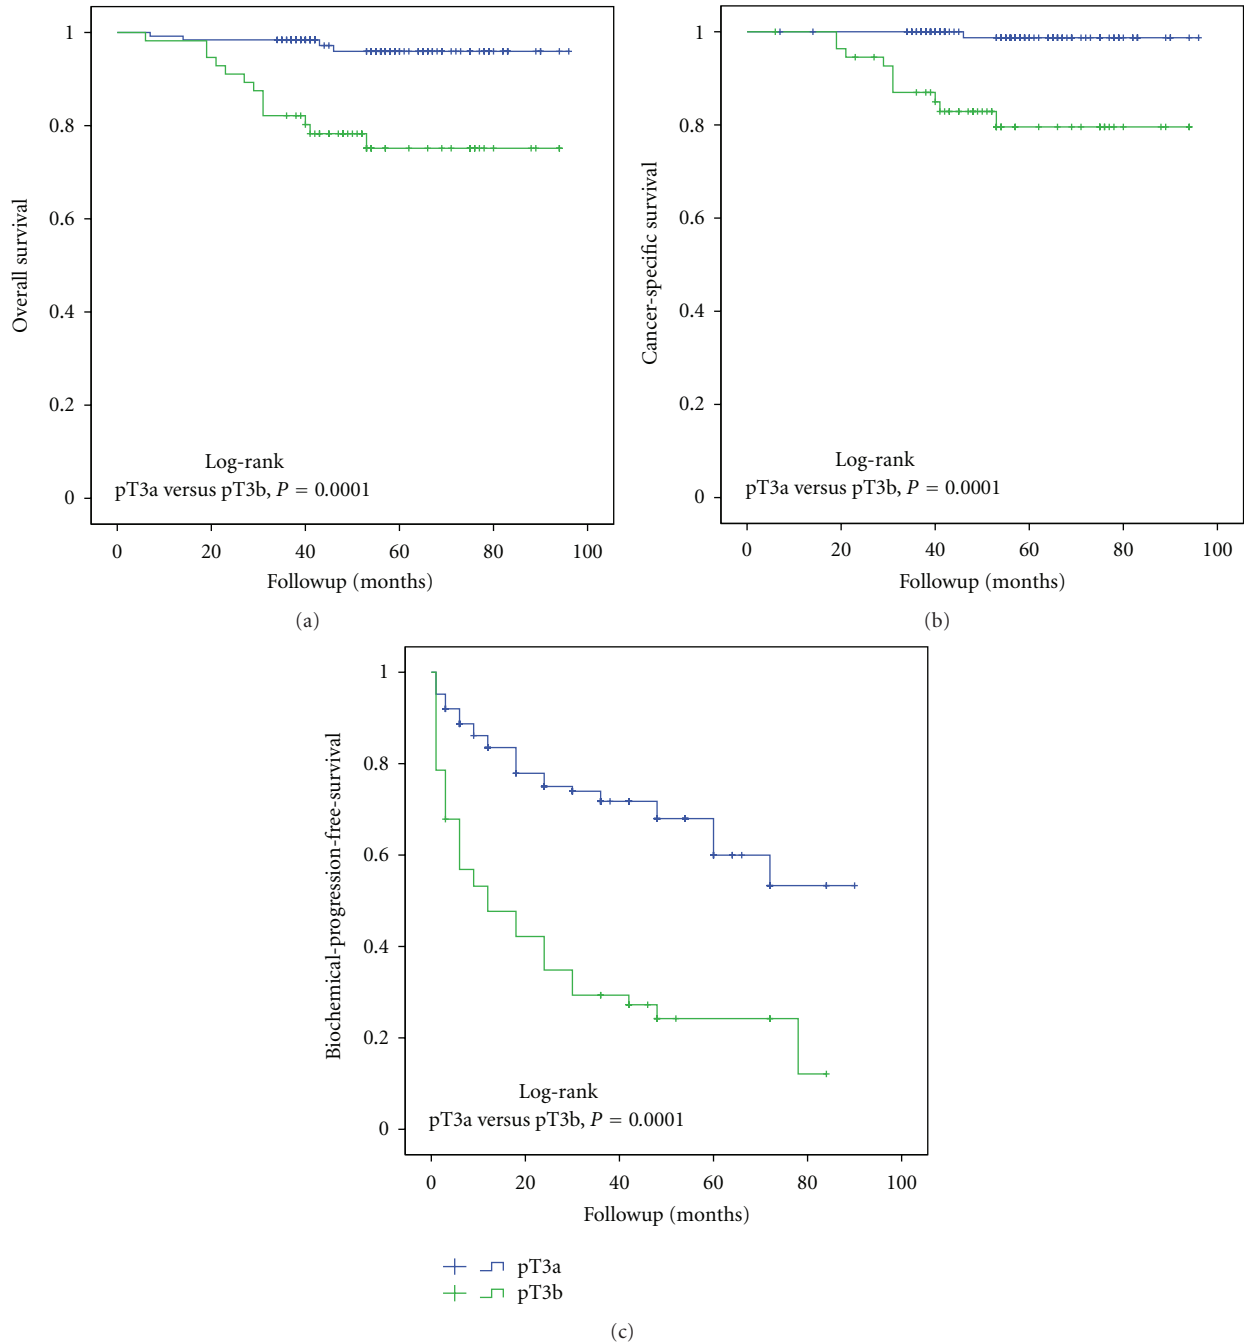 1
0.8
0.6
0.4
0.2
0
Overall survival
Log-rank
pT3a versus pT3b, P = 0.0001
0 20 40 60 80 100
Followup (months)
(a)
1
0.8
0.6
0.4
0.2
0
Cancer-specific survival
Log-rank
pT3a versus pT3b, P = 0.0001
0 20 40 60 80 100
Followup (months)
(b)
1
0.8
0.6
0.4
0.2
0
Biochemical-progression-free-survival
Log-rank
pT3a versus pT3b, P = 0.0001
0 20 40 60 80 100
Followup (months)
pT3a
pT3b
(c)